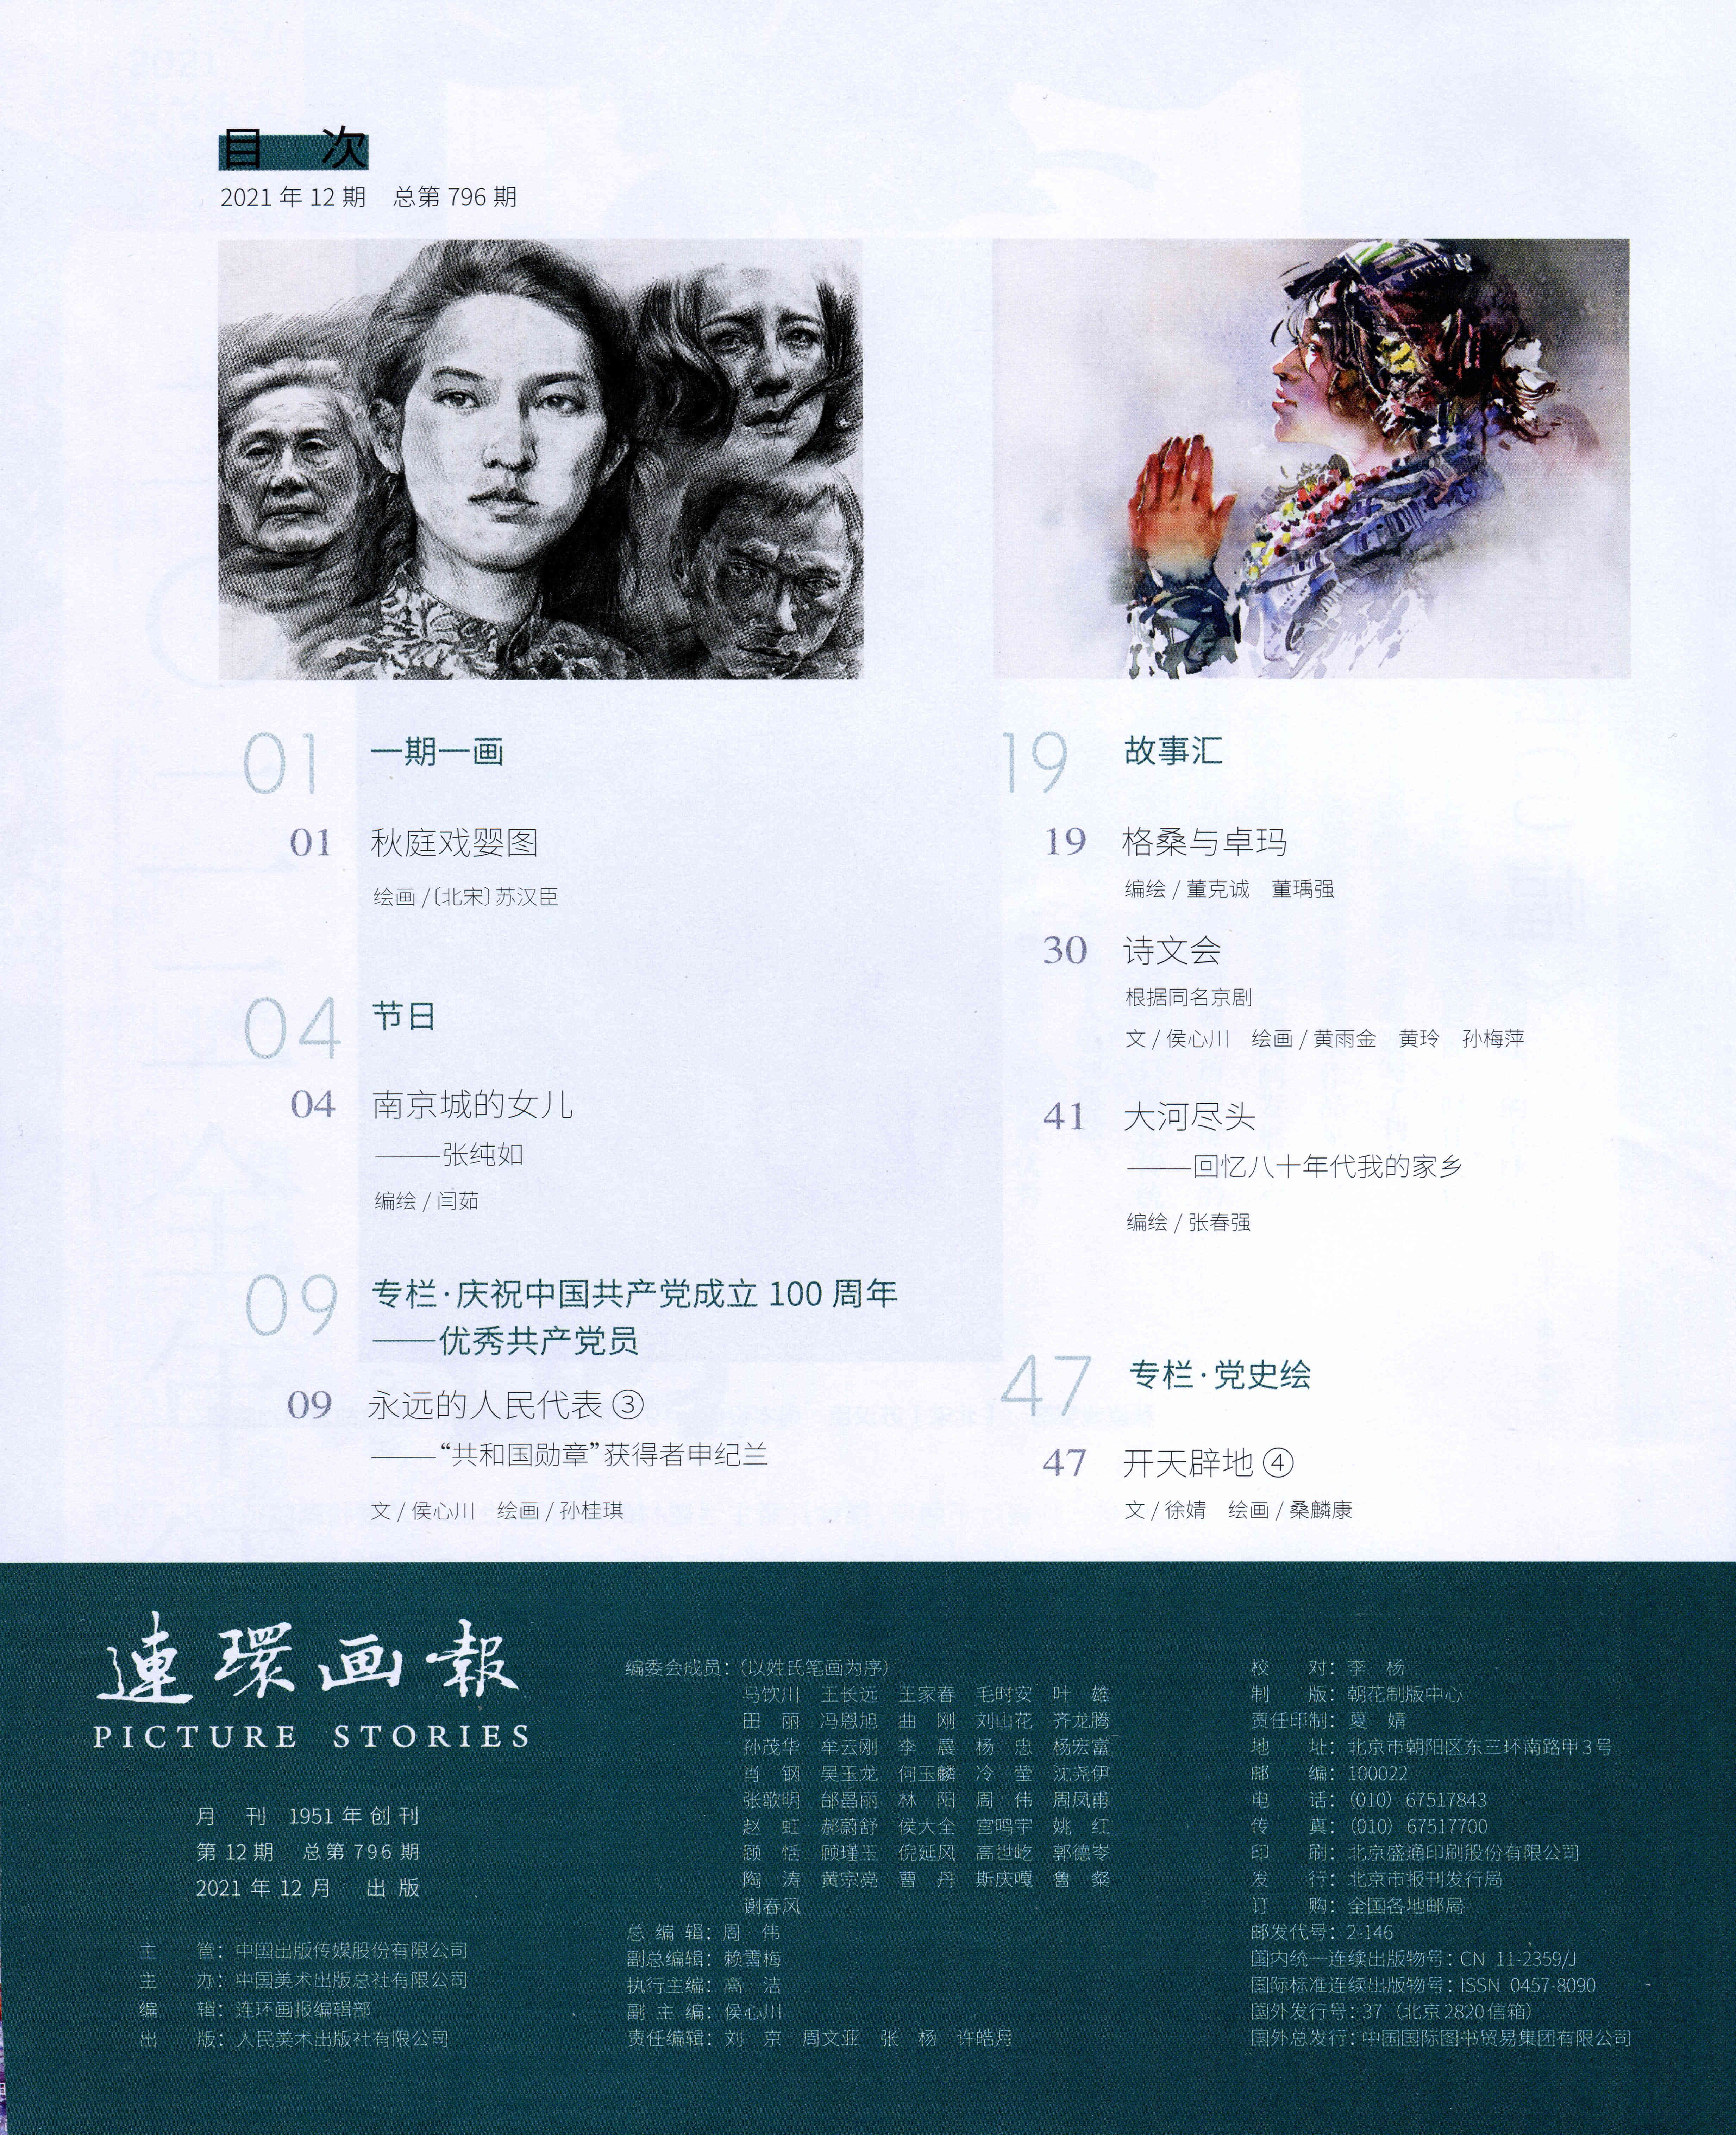 目 次
2021 年 12 期 总第 796 期
01 一期一画
01 秋庭戏婴图
绘画 /〔北宋〕苏汉臣
04 节日
04 南京城的女儿
——张纯如
编绘 / 闫茹
09 专栏·庆祝中国共产党成立 100 周年
——优秀共产党员
09 永远的人民代表 ③
——“共和国勋章”获得者申纪兰
文 / 侯心川 绘画 / 孙桂琪
19 故事汇
19 格桑与卓玛
编绘 / 董克诚 董瑀强
30 诗文会
根据同名京剧
文 / 侯心川 绘画 / 黄雨金 黄玲 孙梅萍
41 大河尽头
——回忆八十年代我的家乡
编绘 / 张春强
47 专栏·党史绘
47 开天辟地 ④
文 / 徐婧 绘画 / 桑麟康
連環画報
PICTURE STORIES
月 刊 1951 年 创 刊
第 12 期 总 第 796 期
2021 年 12 月 出 版
主 管：中国出版传媒股份有限公司
主 办：中国美术出版总社有限公司
编 辑：连环画报编辑部
出 版：人民美术出版社有限公司
编委会成员：（以姓氏笔画为序）
马饮川 王长远 王家春 毛时安 叶 雄
田 丽 冯恩旭 曲 刚 刘山花 齐龙腾
孙茂华 牟云刚 李 晨 杨 忠 杨宏富
肖 钢 吴玉龙 何玉麟 冷 莹 沈尧伊
张歌明 邰昌丽 林 阳 周 伟 周凤甫
赵 虹 郝蔚舒 侯大全 宫鸣宇 姚 红
顾 恬 顾瑾玉 倪延风 高世屹 郭德岑
陶 涛 黄宗亮 曹 丹 斯庆嘎 鲁 粲
谢春风
总 编 辑：周 伟
副总编辑：赖雪梅
执行主编：高 洁
副 主 编：侯心川
责任编辑：刘 京 周文亚 张 杨 许皓月
校 对：李 杨
制 版：朝花制版中心
责任印制：夏 婧
地 址：北京市朝阳区东三环南路甲3号
邮 编：100022
电 话：（010）67517843
传 真：（010）67517700
印 刷：北京盛通印刷股份有限公司
发 行：北京市报刊发行局
订 购：全国各地邮局
邮发代号：2-146
国内统一连续出版物号：CN 11-2359/J
国际标准连续出版物号：ISSN 0457-8090
国外发行号：37（北京2820信箱）
国外总发行：中国国际图书贸易集团有限公司